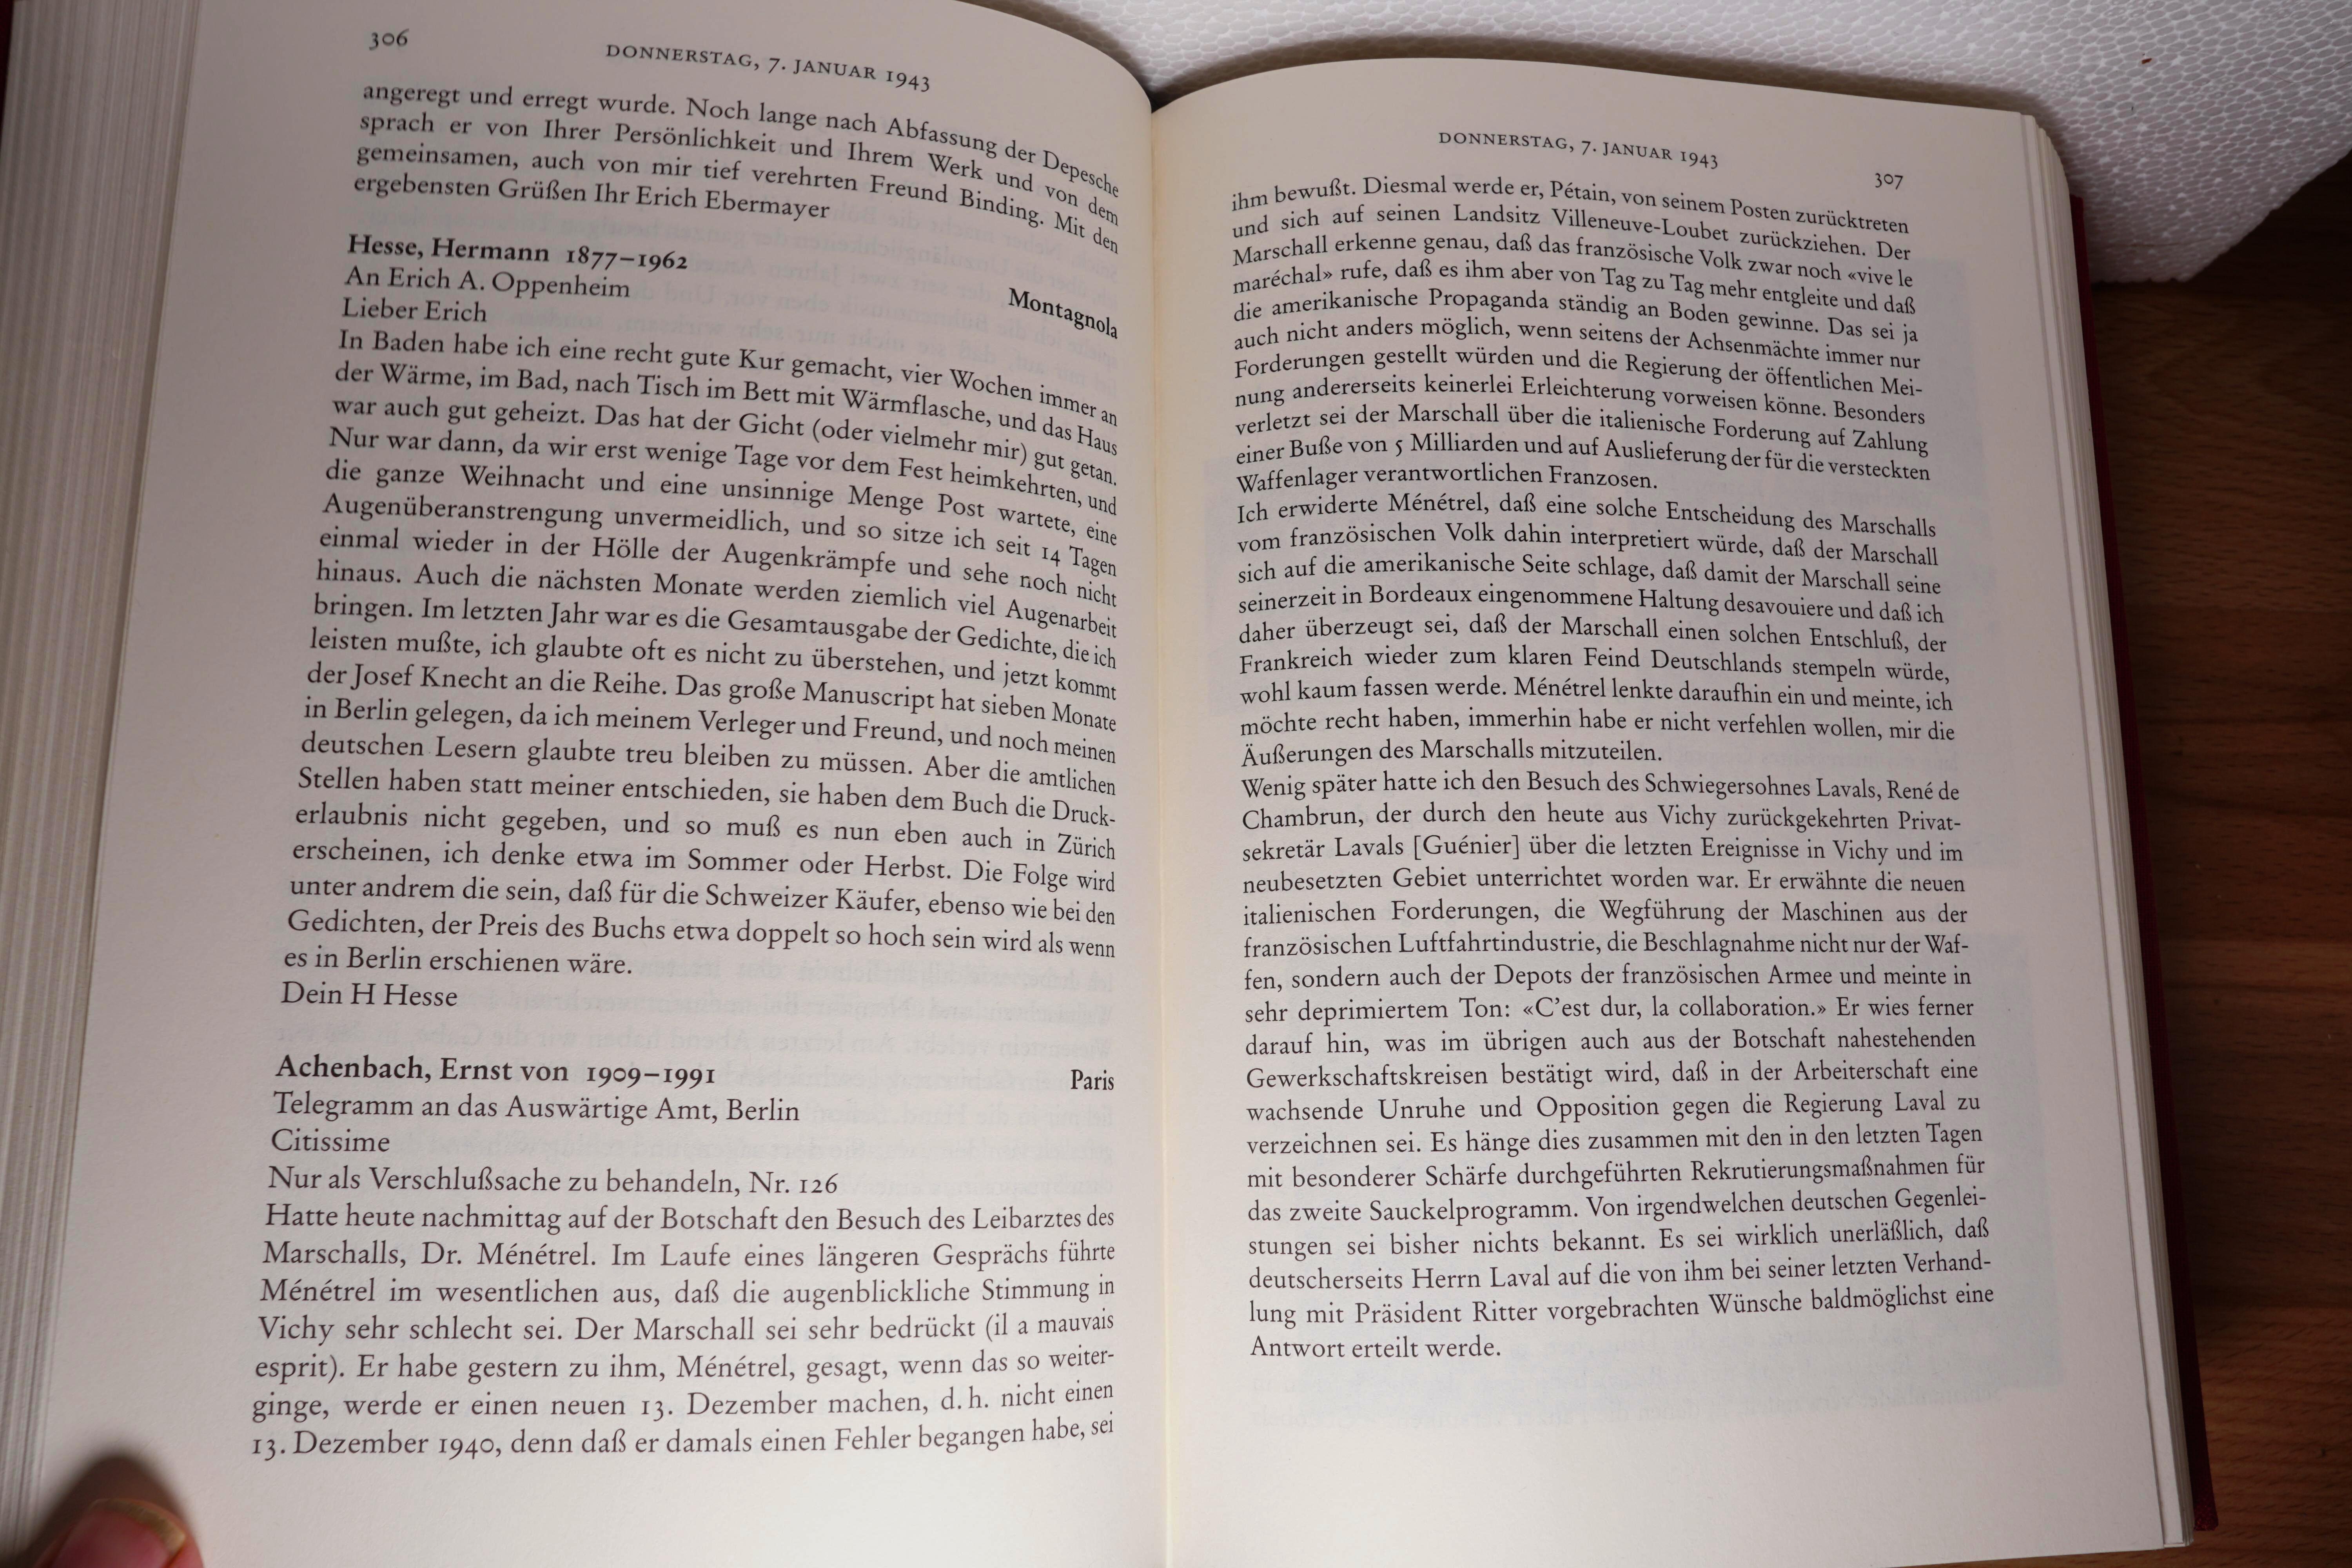 306
DONNERSTAG, 7. JANUAR 1943
angeregt und erregt wurde. Noch lange nach Abfassung der Depesche
sprach er von Ihrer Persönlichkeit und Ihrem Werk und von dem
gemeinsamen, auch von mir tief verehrten Freund Binding. Mit den
ergebensten Grüßen Ihr Erich Ebermayer
Hesse, Hermann 1877–1962
Montagnola
An Erich A. Oppenheim
Lieber Erich
In Baden habe ich eine recht gute Kur gemacht, vier Wochen immer an
der Wärme, im Bad, nach Tisch im Bett mit Wärmflasche, und das Haus
war auch gut geheizt. Das hat der Gicht (oder vielmehr mir) gut getan.
Nur war dann, da wir erst wenige Tage vor dem Fest heimkehrten, und
die ganze Weihnacht und eine unsinnige Menge Post wartete, eine
Augenüberanstrengung unvermeidlich, und so sitze ich seit 14 Tagen
einmal wieder in der Hölle der Augenkrämpfe und sehe noch nicht
hinaus. Auch die nächsten Monate werden ziemlich viel Augenarbeit
bringen. Im letzten Jahr war es die Gesamtausgabe der Gedichte, die ich
leisten mußte, ich glaubte oft es nicht zu überstehen, und jetzt kommt
der Josef Knecht an die Reihe. Das große Manuscript hat sieben Monate
in Berlin gelegen, da ich meinem Verleger und Freund, und noch meinen
deutschen Lesern glaubte treu bleiben zu müssen. Aber die amtlichen
Stellen haben statt meiner entschieden, sie haben dem Buch die Druck-
erlaubnis nicht gegeben, und so muß es nun eben auch in Zürich
erscheinen, ich denke etwa im Sommer oder Herbst. Die Folge wird
unter andrem die sein, daß für die Schweizer Käufer, ebenso wie bei den
Gedichten, der Preis des Buchs etwa doppelt so hoch sein wird als wenn
es in Berlin erschienen wäre.
Dein H Hesse
Achenbach, Ernst von 1909–1991
Paris
Telegramm an das Auswärtige Amt, Berlin
Citissime
Nur als Verschlußsache zu behandeln, Nr. 126
Hatte heute nachmittag auf der Botschaft den Besuch des Leibarztes des
Marschalls, Dr. Ménétrel. Im Laufe eines längeren Gesprächs führte
Ménétrel im wesentlichen aus, daß die augenblickliche Stimmung in
Vichy sehr schlecht sei. Der Marschall sei sehr bedrückt (il a mauvais
esprit). Er habe gestern zu ihm, Ménétrel, gesagt, wenn das so weiter-
ginge, werde er einen neuen 13. Dezember machen, d. h. nicht einen
13. Dezember 1940, denn daß er damals einen Fehler begangen habe, sei
DONNERSTAG, 7. JANUAR 1943
307
ihm bewußt. Diesmal werde er, Pétain, von seinem Posten zurücktreten
und sich auf seinen Landsitz Villeneuve-Loubet zurückziehen. Der
Marschall erkenne genau, daß das französische Volk zwar noch «vive le
maréchal» rufe, daß es ihm aber von Tag zu Tag mehr entgleite und daß
die amerikanische Propaganda ständig an Boden gewinne. Das sei ja
auch nicht anders möglich, wenn seitens der Achsenmächte immer nur
Forderungen gestellt würden und die Regierung der öffentlichen Mei-
nung andererseits keinerlei Erleichterung vorweisen könne. Besonders
verletzt sei der Marschall über die italienische Forderung auf Zahlung
einer Buße von 5 Milliarden und auf Auslieferung der für die versteckten
Waffenlager verantwortlichen Franzosen.
Ich erwiderte Ménétrel, daß eine solche Entscheidung des Marschalls
vom französischen Volk dahin interpretiert würde, daß der Marschall
sich auf die amerikanische Seite schlage, daß damit der Marschall seine
seinerzeit in Bordeaux eingenommene Haltung desavouiere und daß ich
daher überzeugt sei, daß der Marschall einen solchen Entschluß, der
Frankreich wieder zum klaren Feind Deutschlands stempeln würde,
wohl kaum fassen werde. Ménétrel lenkte daraufhin ein und meinte, ich
möchte recht haben, immerhin habe er nicht verfehlen wollen, mir die
Äußerungen des Marschalls mitzuteilen.
Wenig später hatte ich den Besuch des Schwiegersohnes Lavals, René de
Chambrun, der durch den heute aus Vichy zurückgekehrten Privat-
sekretär Lavals [Guénier] über die letzten Ereignisse in Vichy und im
neubesetzten Gebiet unterrichtet worden war. Er erwähnte die neuen
italienischen Forderungen, die Wegführung der Maschinen aus der
französischen Luftfahrtindustrie, die Beschlagnahme nicht nur der Waf-
fen, sondern auch der Depots der französischen Armee und meinte in
sehr deprimiertem Ton: «C’est dur, la collaboration.» Er wies ferner
darauf hin, was im übrigen auch aus der Botschaft nahestehenden
Gewerkschaftskreisen bestätigt wird, daß in der Arbeiterschaft eine
wachsende Unruhe und Opposition gegen die Regierung Laval zu
verzeichnen sei. Es hänge dies zusammen mit den in den letzten Tagen
mit besonderer Schärfe durchgeführten Rekrutierungsmaßnahmen für
das zweite Sauckelprogramm. Von irgendwelchen deutschen Gegenlei-
stungen sei bisher nichts bekannt. Es sei wirklich unerläßlich, daß
deutscherseits Herrn Laval auf die von ihm bei seiner letzten Verhand-
lung mit Präsident Ritter vorgebrachten Wünsche baldmöglichst eine
Antwort erteilt werde.